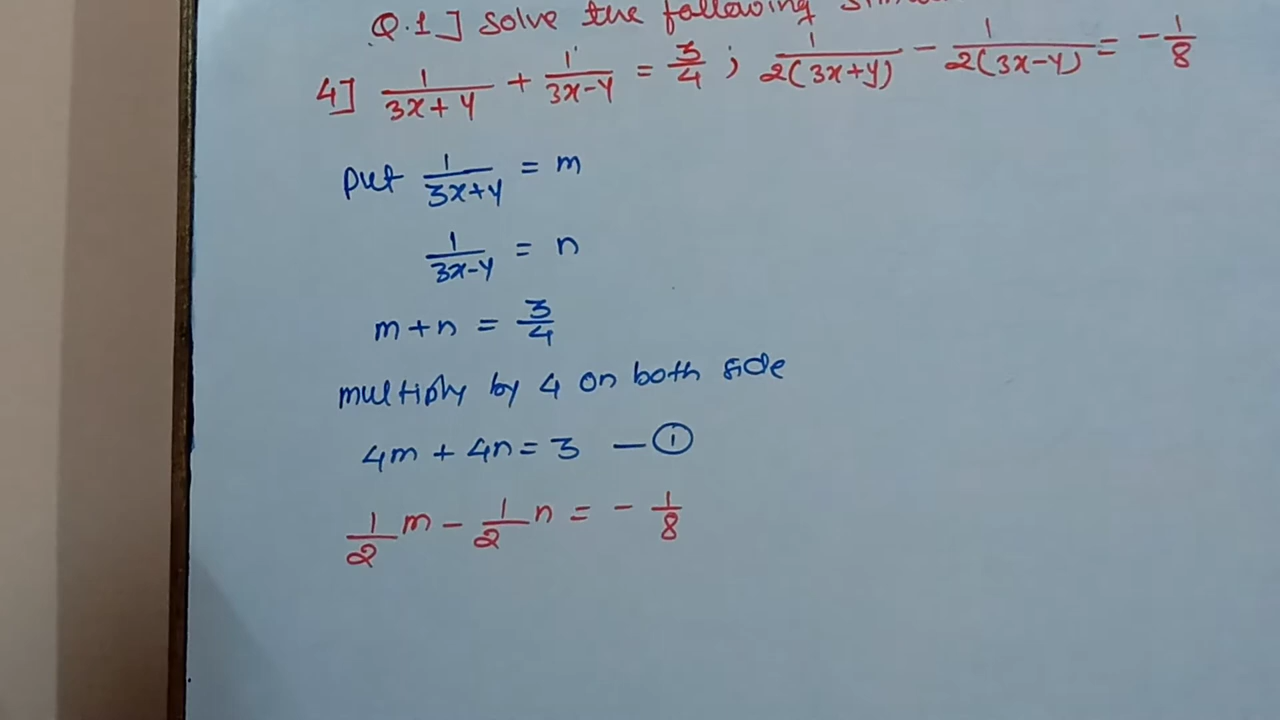 Q.1] Solve the following
4] 1/(3x+y) + 1/(3x-y) = 3/4 ; 1/2(3x+y) - 1/2(3x-y) = -1/8
put 1/(3x+y) = m
1/(3x-y) = n
m+n = 3/4
multiply by 4 on both side
4m + 4n = 3 — ①
1/2 m - 1/2 n = - 1/8